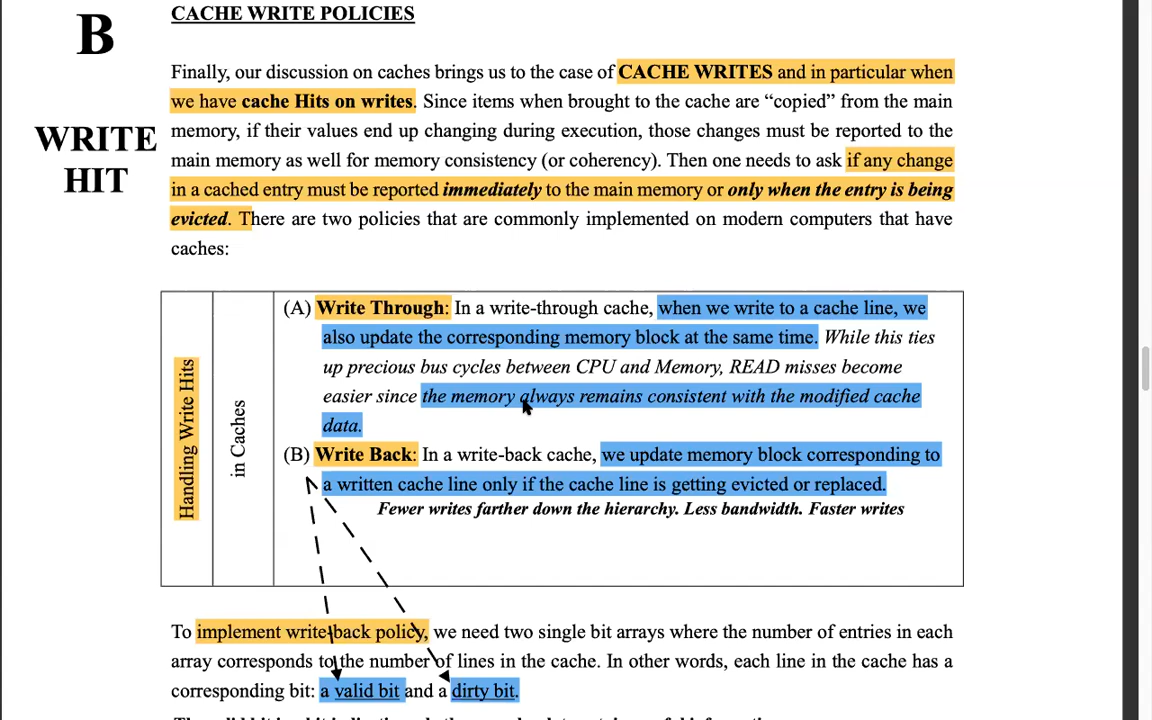 CACHE WRITE POLICIES
B
WRITE
HIT
Finally, our discussion on caches brings us to the case of CACHE WRITES and in particular when
we have cache Hits on writes. Since items when brought to the cache are “copied” from the main
memory, if their values end up changing during execution, those changes must be reported to the
main memory as well for memory consistency (or coherency). Then one needs to ask if any change
in a cached entry must be reported immediately to the main memory or only when the entry is being
evicted. There are two policies that are commonly implemented on modern computers that have
caches:
Handling Write Hits
in Caches
(A) Write Through: In a write-through cache, when we write to a cache line, we
also update the corresponding memory block at the same time. While this ties
up precious bus cycles between CPU and Memory, READ misses become
easier since the memory always remains consistent with the modified cache
data.
(B) Write Back: In a write-back cache, we update memory block corresponding to
a written cache line only if the cache line is getting evicted or replaced.
Fewer writes farther down the hierarchy. Less bandwidth. Faster writes
To implement write-back policy, we need two single bit arrays where the number of entries in each
array corresponds to the number of lines in the cache. In other words, each line in the cache has a
corresponding bit: a valid bit and a dirty bit.